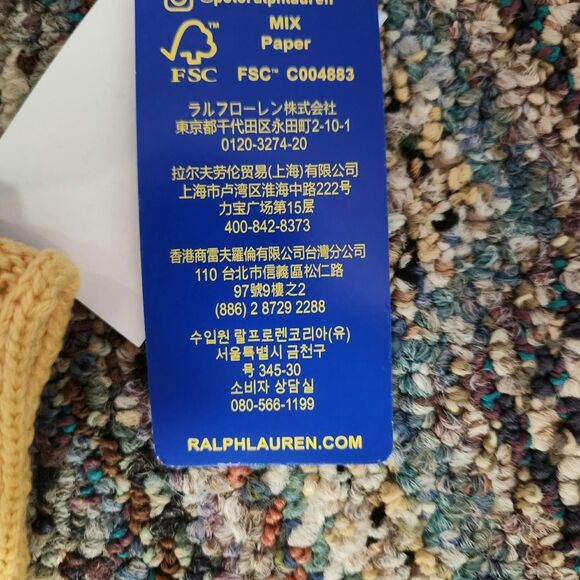 @poloralphlauren
MIX
Paper
FSC™ C004883
FSC
ラルフローレン株式会社
東京都千代田区永田町2-10-1
0120-3274-20
拉尔夫劳伦贸易(上海)有限公司
上海市卢湾区淮海中路222号
力宝广场第15层
400-842-8373
香港商雷夫羅倫有限公司台灣分公司
110 台北市信義區松仁路
97號9樓之2
(886) 2 8729 2288
수입원 랄프로렌코리아(유)
서울특별시 금천구
号 345-30
소비자 상담실
080-566-1199
RALPHLAUREN.COM